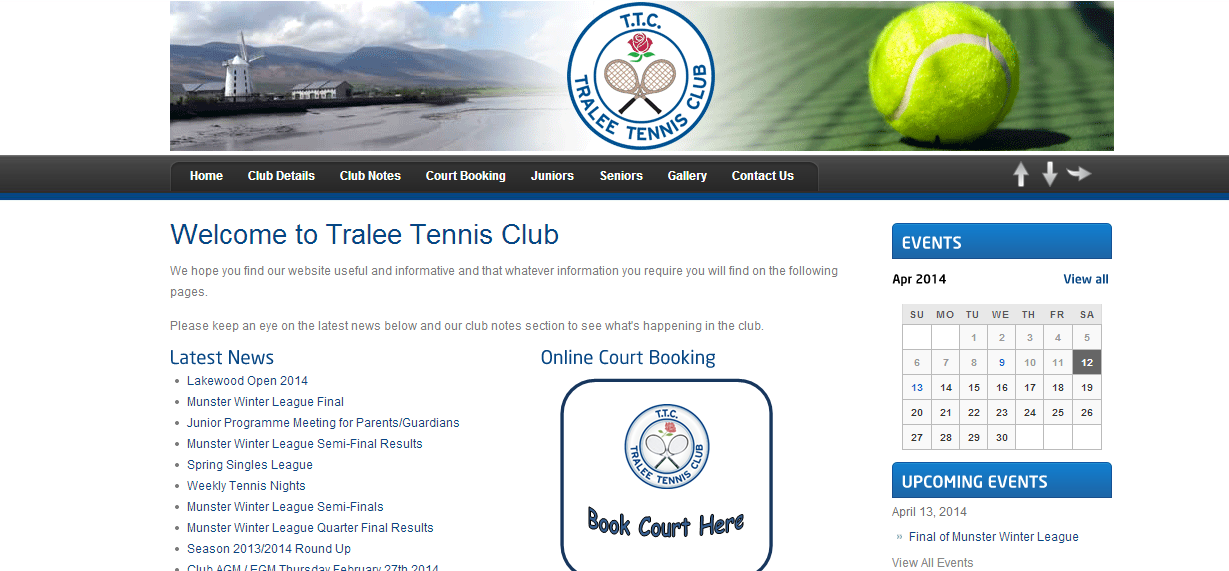 T.T.C.
TRALEE TENNIS CLUB
Home Club Details Club Notes Court Booking Juniors Seniors Gallery Contact Us
Welcome to Tralee Tennis Club
We hope you find our website useful and informative and that whatever information you require you will find on the following
pages.
Please keep an eye on the latest news below and our club notes section to see what's happening in the club.
Latest News
Lakewood Open 2014
Munster Winter League Final
Junior Programme Meeting for Parents/Guardians
Munster Winter League Semi-Final Results
Spring Singles League
Weekly Tennis Nights
Munster Winter League Semi-Finals
Munster Winter League Quarter Final Results
Season 2013/2014 Round Up
Club AGM / EGM Thursday February 27th 2014
Online Court Booking
T.T.C.
TRALEE TENNIS CLUB
Book Court Here
EVENTS
Apr 2014 View all
SU MO TU WE TH FR SA
1 2 3 4 5
6 7 8 9 10 11 12
13 14 15 16 17 18 19
20 21 22 23 24 25 26
27 28 29 30
UPCOMING EVENTS
April 13, 2014
» Final of Munster Winter League
View All Events